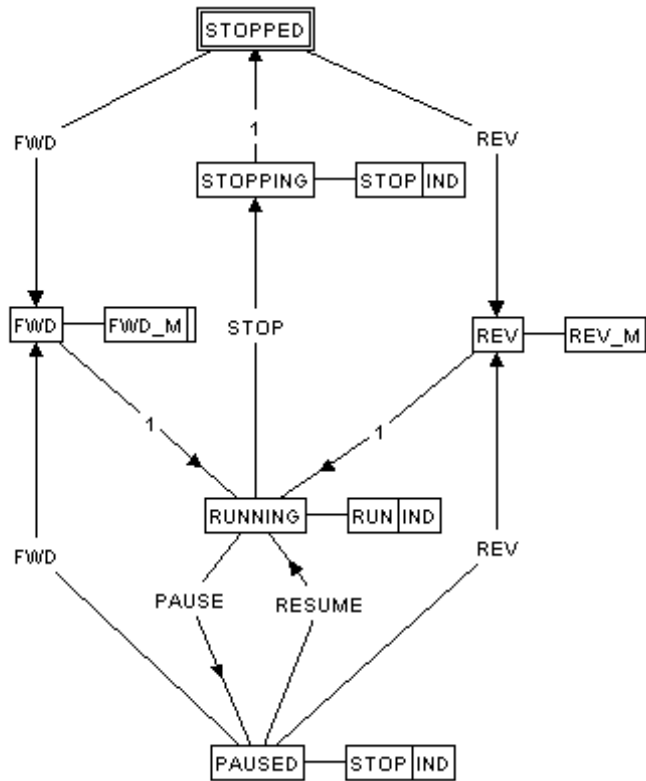 STOPPED
FWD
1
REV
STOPPING
STOP IND
FWD
FWD_M
STOP
REV
REV_M
1
1
RUNNING
RUN IND
FWD
REV
PAUSE
RESUME
PAUSED
STOP IND